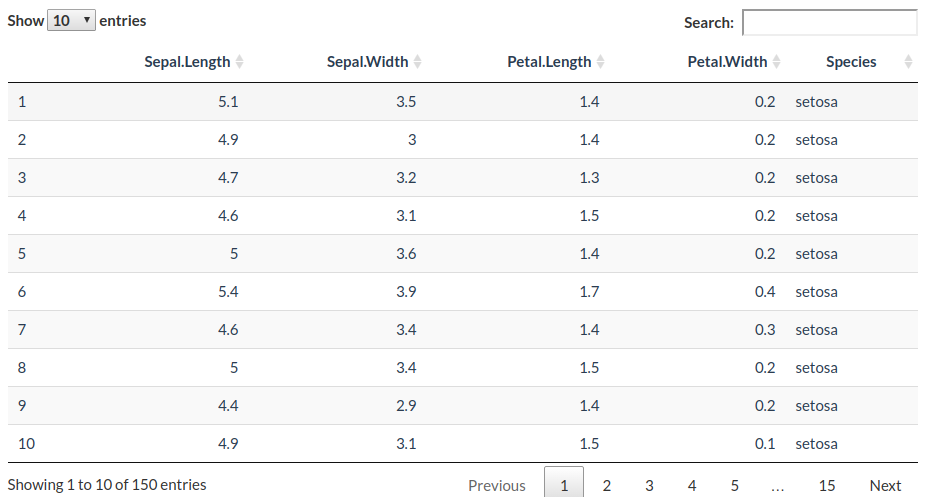 Show 10 entries Search:
Sepal.Length Sepal.Width Petal.Length Petal.Width Species
1 5.1 3.5 1.4 0.2 setosa
2 4.9 3 1.4 0.2 setosa
3 4.7 3.2 1.3 0.2 setosa
4 4.6 3.1 1.5 0.2 setosa
5 5 3.6 1.4 0.2 setosa
6 5.4 3.9 1.7 0.4 setosa
7 4.6 3.4 1.4 0.3 setosa
8 5 3.4 1.5 0.2 setosa
9 4.4 2.9 1.4 0.2 setosa
10 4.9 3.1 1.5 0.1 setosa
Showing 1 to 10 of 150 entries Previous 1 2 3 4 5 … 15 Next